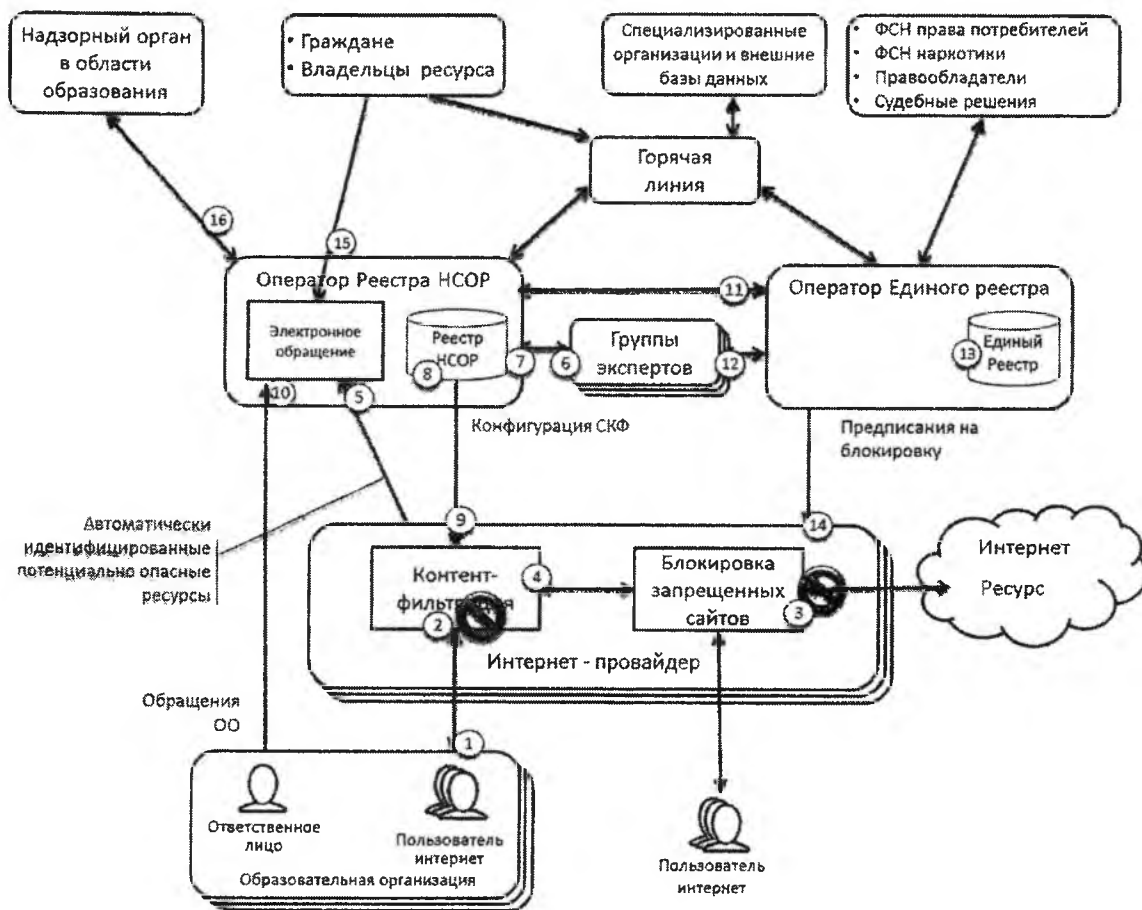 Надзорный орган
в области
образования
• Граждане
• Владельцы ресурса
Специализированные
организации и внешние
базы данных
• ФСН права потребителей
• ФСН наркотики
• Правообладатели
• Судебные решения
Горячая
линия
16
15
Оператор Реестра НСОР
11
Оператор Единого реестра
Электронное
обращение
Реестр
НСОР
8
7
6
Группы
экспертов
12
13
Единый
Реестр
10
5
Конфигурация СКФ
Предписания на
блокировку
Автоматически
идентифицированные
потенциально опасные
ресурсы
9
14
Контент-
фильтрация
2
4
Блокировка
запрещенных
сайтов
3
Интернет
Ресурс
Интернет - провайдер
Обращения
ОО
1
Ответственное
лицо
Пользователь
интернет
Образовательная организация
Пользователь
интернет